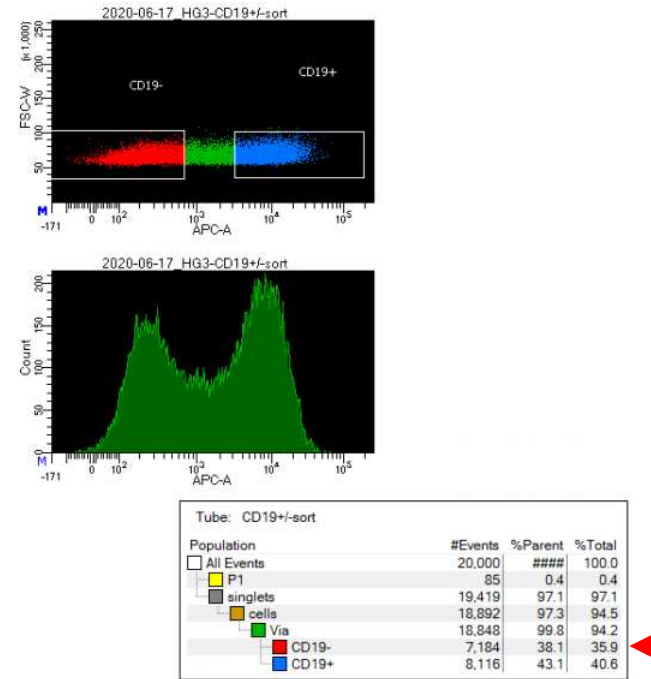 2020-06-17_HG3-CD19+/-sort
(x 1,000)
250
200
150
100
50
FSC-W
CD19-
CD19+
M
-171
0 10² 10³ 10⁴ 10⁵
APC-A
2020-06-17_HG3-CD19+/-sort
200
150
100
50
0
Count
M
-171
0 10² 10³ 10⁴ 10⁵
APC-A
Tube: CD19+/-sort
Population #Events %Parent %Total
All Events 20,000 #### 100.0
P1 85 0.4 0.4
singlets 19,419 97.1 97.1
cells 18,892 97.3 94.5
Via 18,848 99.8 94.2
CD19- 7,184 38.1 35.9
CD19+ 8,116 43.1 40.6